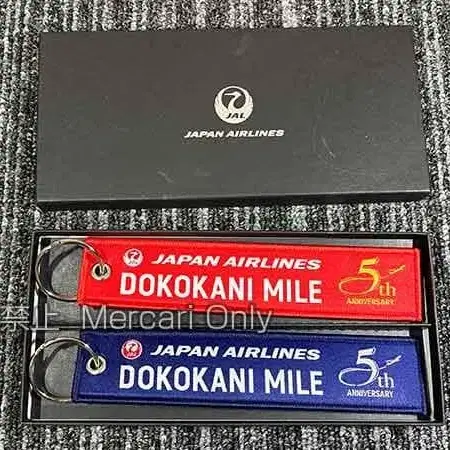 JAL
JAPAN AIRLINES
JAPAN AIRLINES
DOKOKANI MILE
5th
ANNIVERSARY
禁止 Mercari Only
JAPAN AIRLINES
DOKOKANI MILE
5th
ANNIVERSARY